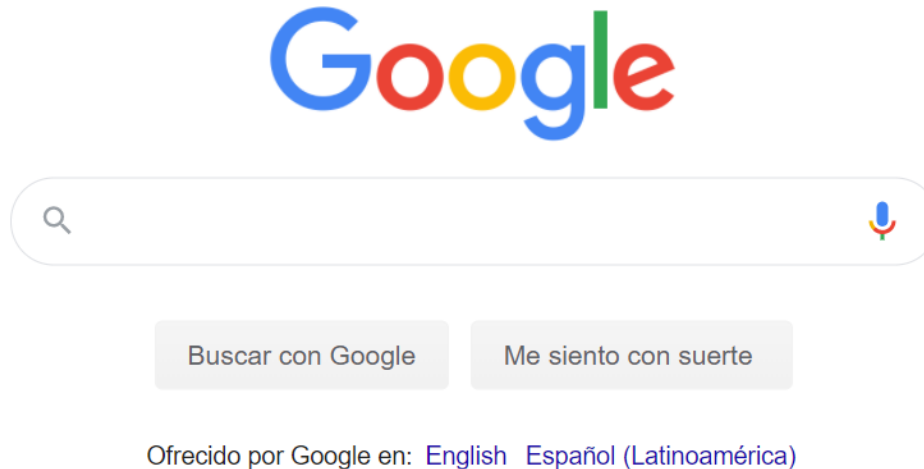 Google
Buscar con Google Me siento con suerte
Ofrecido por Google en: English Español (Latinoamérica)